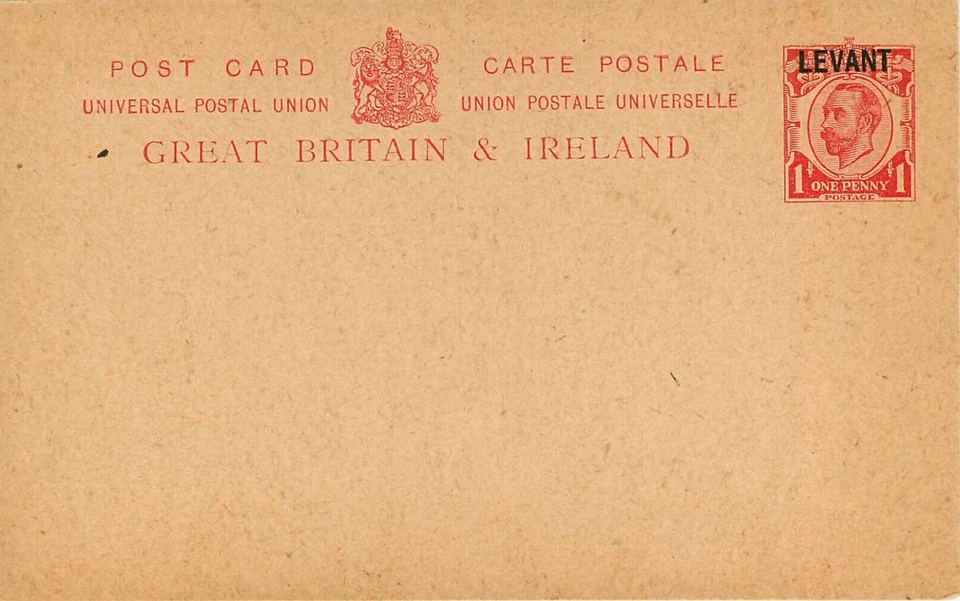 POST CARD
CARTE POSTALE
UNIVERSAL POSTAL UNION
UNION POSTALE UNIVERSELLE
GREAT BRITAIN & IRELAND
LEVANT
1 ONE PENNY 1
POSTAGE